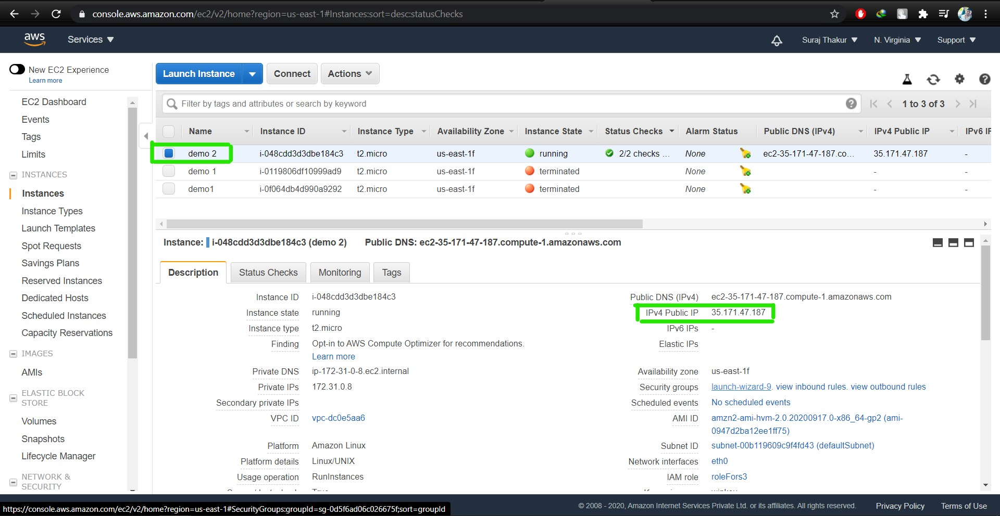 console.aws.amazon.com/ec2/v2/home?region=us-east-1#Instances:sort=desc:statusChecks
aws Services Suraj Thakur N. Virginia Support
New EC2 Experience
Learn more
EC2 Dashboard
Events
Tags
Limits
INSTANCES
Instances
Instance Types
Launch Templates
Spot Requests
Savings Plans
Reserved Instances
Dedicated Hosts
Scheduled Instances
Capacity Reservations
IMAGES
AMIs
ELASTIC BLOCK
STORE
Volumes
Snapshots
Lifecycle Manager
NETWORK &
SECURITY
Launch Instance Connect Actions
Filter by tags and attributes or search by keyword 1 to 3 of 3
Name Instance ID Instance Type Availability Zone Instance State Status Checks Alarm Status Public DNS (IPv4) IPv4 Public IP IPv6 IP
demo 2 i-048cdd3d3dbe184c3 t2.micro us-east-1f running 2/2 checks ... None ec2-35-171-47-187.co... 35.171.47.187 -
demo 1 i-0119806df10999ad9 t2.micro us-east-1f terminated None - -
demo1 i-0f064db4d990a9292 t2.micro us-east-1f terminated None - -
Instance: i-048cdd3d3dbe184c3 (demo 2) Public DNS: ec2-35-171-47-187.compute-1.amazonaws.com
Description Status Checks Monitoring Tags
Instance ID i-048cdd3d3dbe184c3
Instance state running
Instance type t2.micro
Finding Opt-in to AWS Compute Optimizer for recommendations.
Learn more
Private DNS ip-172-31-0-8.ec2.internal
Private IPs 172.31.0.8
Secondary private IPs
VPC ID vpc-dc0e5aa6
Platform Amazon Linux
Platform details Linux/UNIX
Usage operation RunInstances
Public DNS (IPv4) ec2-35-171-47-187.compute-1.amazonaws.com
IPv4 Public IP 35.171.47.187
IPv6 IPs -
Elastic IPs
Availability zone us-east-1f
Security groups launch-wizard-9. view inbound rules. view outbound rules
Scheduled events No scheduled events
AMI ID amzn2-ami-hvm-2.0.20200917.0-x86_64-gp2 (ami-
0947d2ba12ee1ff75)
Subnet ID subnet-00b119609c9f4fd43 (defaultSubnet)
Network interfaces eth0
IAM role roleFors3
https://console.aws.amazon.com/ec2/v2/home?region=us-east-1#SecurityGroups:groupId=sg-0d5f6ad06c026675f;sort=groupId
© 2008 - 2020, Amazon Internet Services Private Ltd. or its affiliates. All rights reserved. Privacy Policy Terms of Use